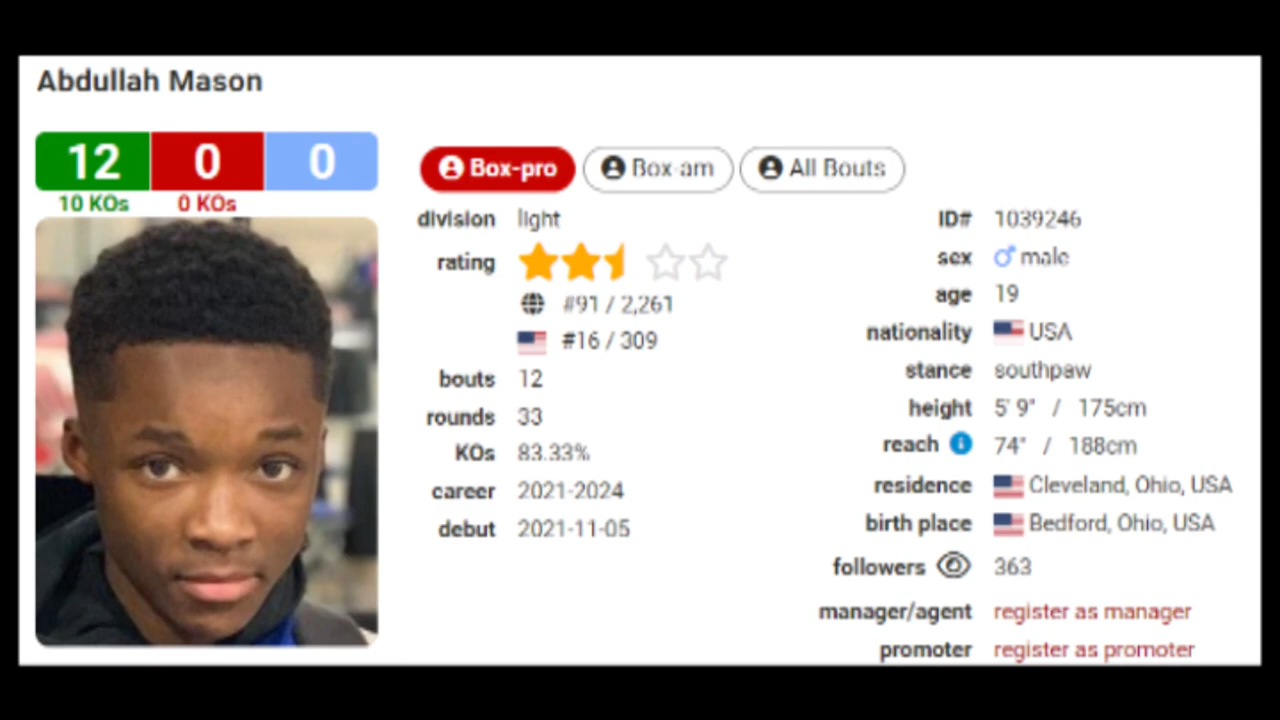 Abdullah Mason
12 0 0
10 KOs 0 KOs
Box-pro Box-am All Bouts
division light
rating
#91 / 2,261
#16 / 309
bouts 12
rounds 33
KOs 83.33%
career 2021-2024
debut 2021-11-05
ID# 1039246
sex male
age 19
nationality USA
stance southpaw
height 5' 9" / 175cm
reach 74" / 188cm
residence Cleveland, Ohio, USA
birth place Bedford, Ohio, USA
followers 363
manager/agent register as manager
promoter register as promoter